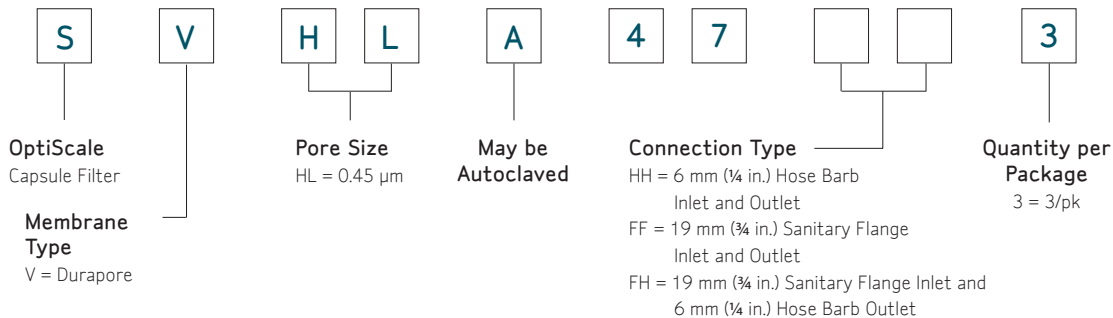 S V H L A 4 7 3
OptiScale
Capsule Filter
Membrane
Type
V = Durapore
Pore Size
HL = 0.45 µm
May be
Autoclaved
Connection Type
HH = 6 mm (¼ in.) Hose Barb
Inlet and Outlet
FF = 19 mm (¾ in.) Sanitary Flange
Inlet and Outlet
FH = 19 mm (¾ in.) Sanitary Flange Inlet and
6 mm (¼ in.) Hose Barb Outlet
Quantity per
Package
3 = 3/pk